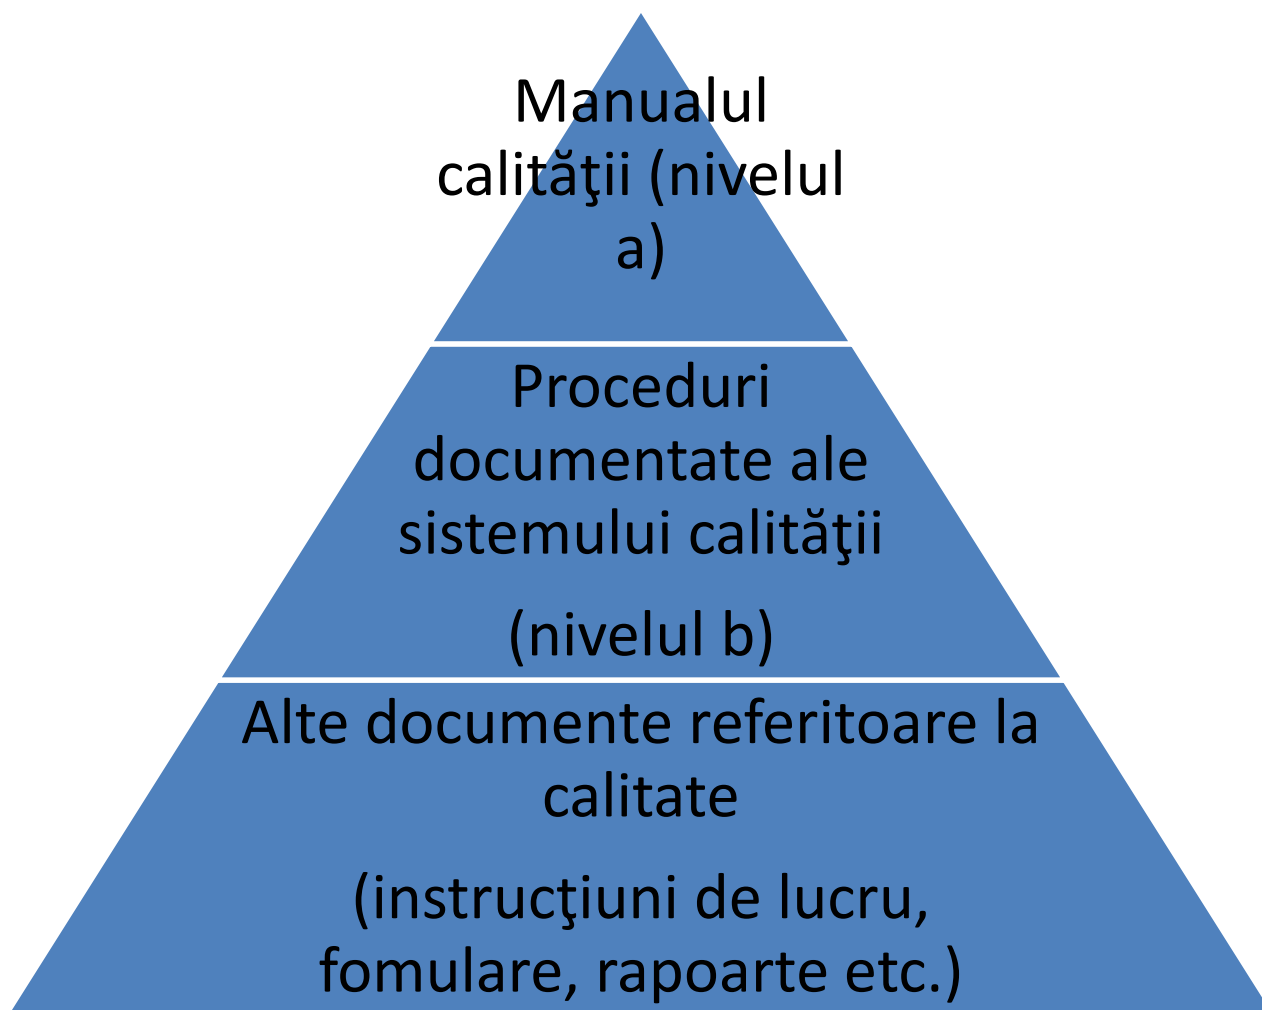 Manualul
calităţii (nivelul
a)
Proceduri
documentate ale
sistemului calităţii
(nivelul b)
Alte documente referitoare la
calitate
(instrucţiuni de lucru,
fomulare, rapoarte etc.)